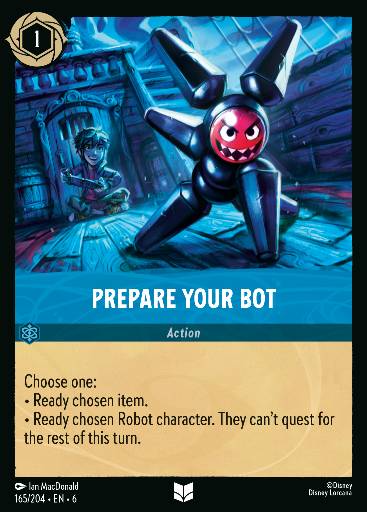 1
PREPARE YOUR BOT
Action
Choose one:
• Ready chosen item.
• Ready chosen Robot character. They can't quest for
the rest of this turn.
Ian MacDonald
165/204 • EN • 6
©Disney
Disney Lorcana